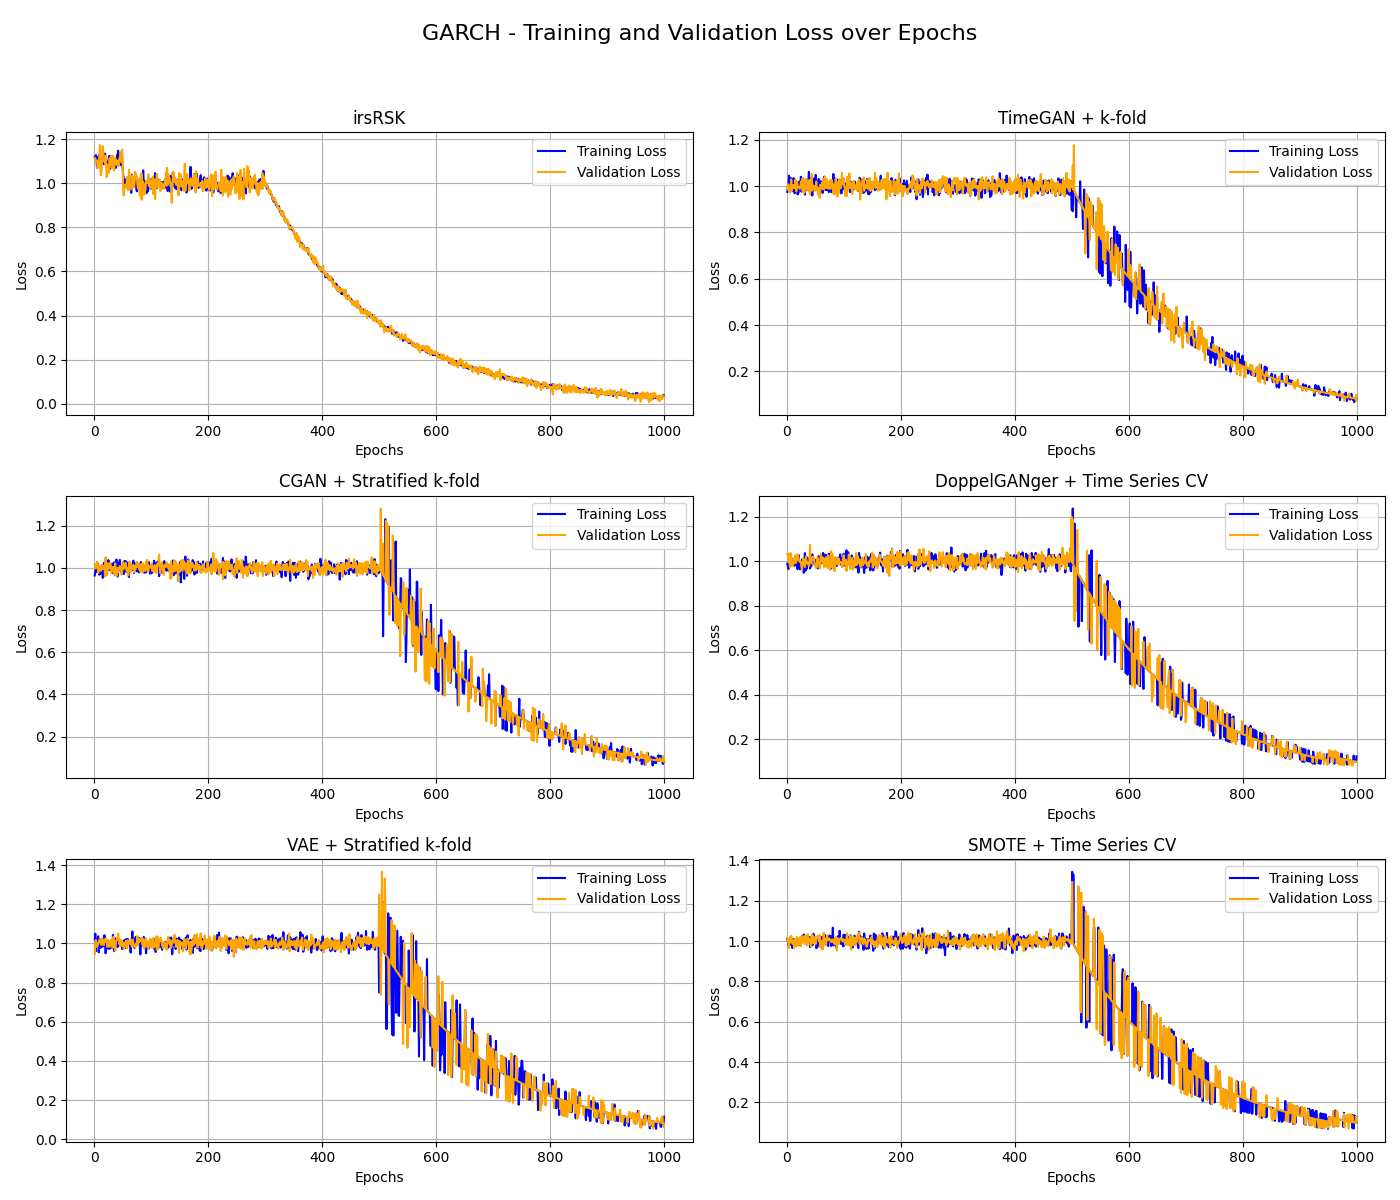 GARCH - Training and Validation Loss over Epochs
irsRSK
1.2
1.0
0.8
0.6
0.4
0.2
0.0
Loss
Training Loss
Validation Loss
0 200 400 600 800 1000
Epochs
TimeGAN + k-fold
1.2
1.0
0.8
0.6
0.4
0.2
Loss
Training Loss
Validation Loss
0 200 400 600 800 1000
Epochs
CGAN + Stratified k-fold
1.2
1.0
0.8
0.6
0.4
0.2
Loss
Training Loss
Validation Loss
0 200 400 600 800 1000
Epochs
DoppelGANger + Time Series CV
1.2
1.0
0.8
0.6
0.4
0.2
Loss
Training Loss
Validation Loss
0 200 400 600 800 1000
Epochs
VAE + Stratified k-fold
1.4
1.2
1.0
0.8
0.6
0.4
0.2
0.0
Loss
Training Loss
Validation Loss
0 200 400 600 800 1000
Epochs
SMOTE + Time Series CV
1.4
1.2
1.0
0.8
0.6
0.4
0.2
Loss
Training Loss
Validation Loss
0 200 400 600 800 1000
Epochs